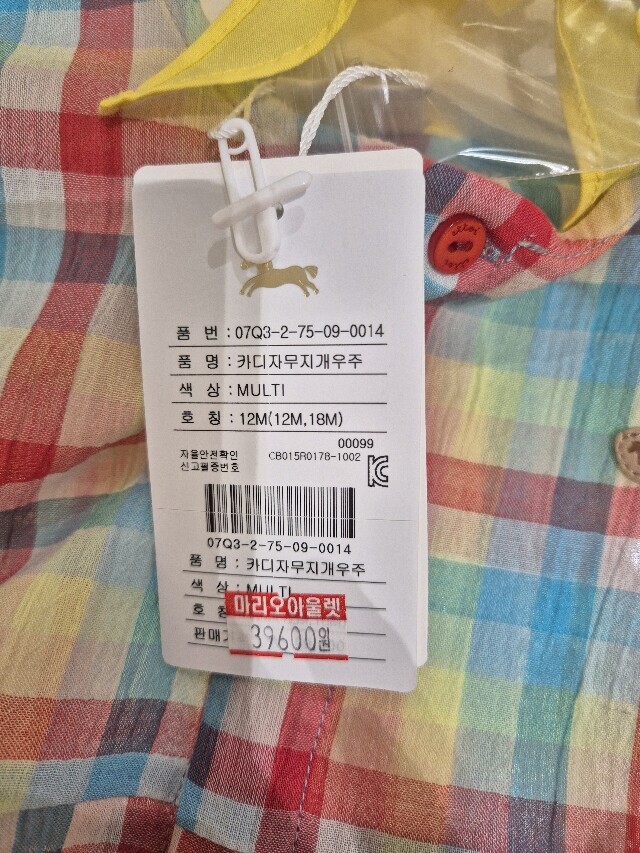 품 번 : 07Q3-2-75-09-0014
품 명 : 카디자무지개우주
색 상 : MULTI
호 칭 : 12M(12M,18M)
00099
자율안전확인
신고필증번호 CB015R0178-1002
07Q3-2-75-09-0014
품 명 : 카디자무지개우주
색 상 : MULTI
호
마리오아울렛
판매가
39600원